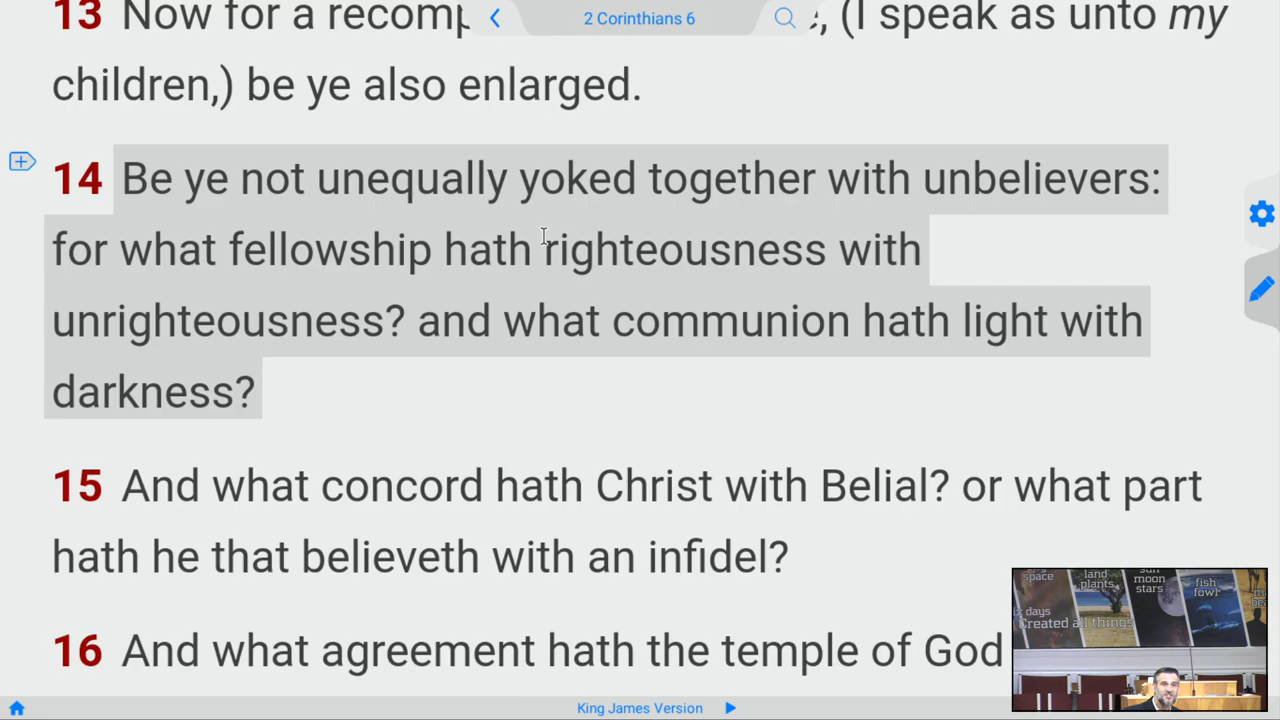 2 Corinthians 6
13 Now for a recomp , (I speak as unto my
children,) be ye also enlarged.
14 Be ye not unequally yoked together with unbelievers:
for what fellowship hath righteousness with
unrighteousness? and what communion hath light with
darkness?
15 And what concord hath Christ with Belial? or what part
hath he that believeth with an infidel?
16 And what agreement hath the temple of God
space
land
plants
sun
moon
stars
fish
fowl
days
Created all things
King James Version